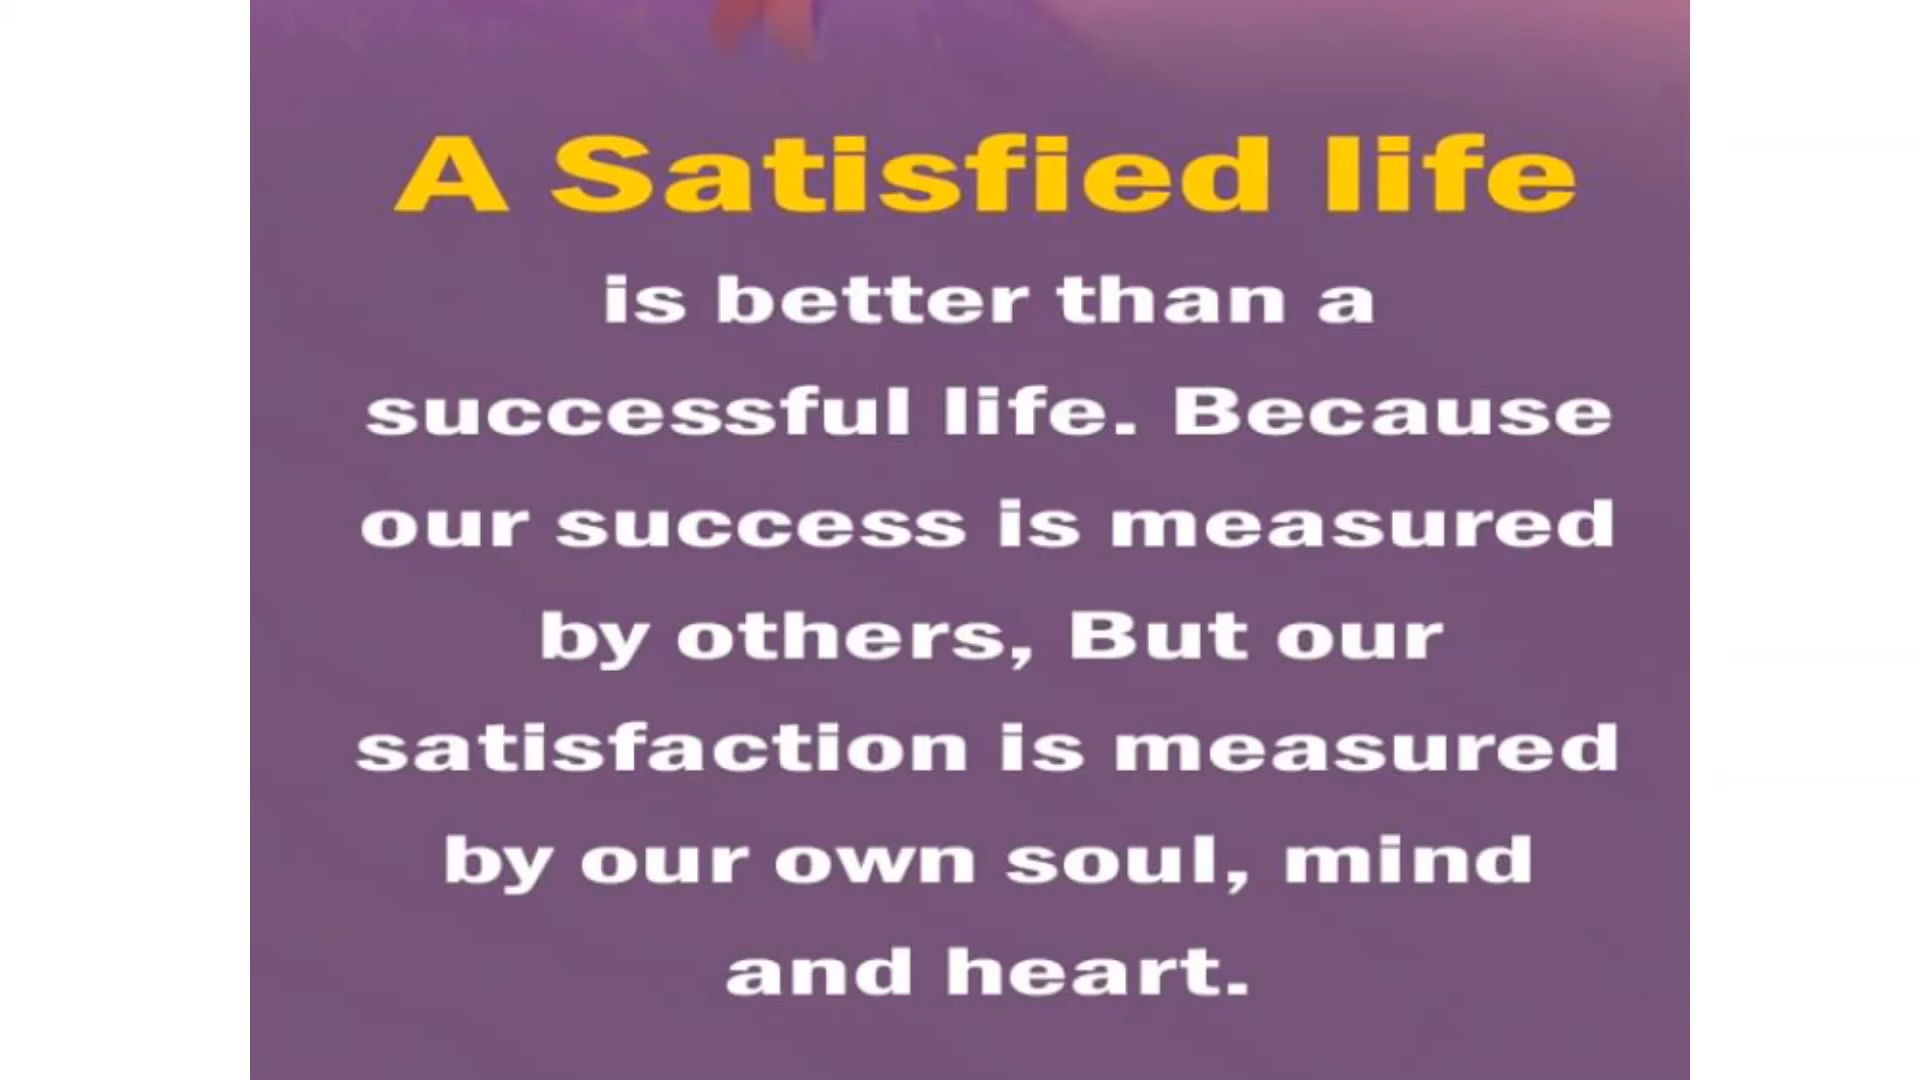 A Satisfied life
is better than a
successful life. Because
our success is measured
by others, But our
satisfaction is measured
by our own soul, mind
and heart.